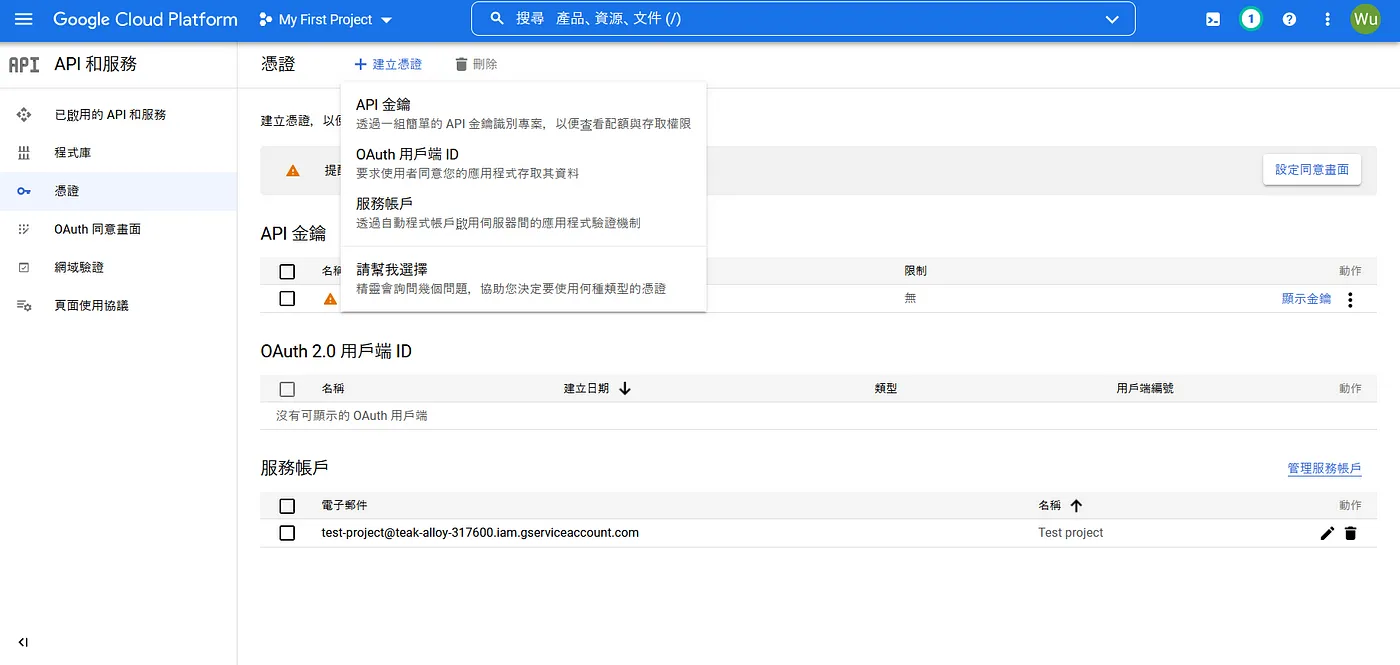 Google Cloud Platform
My First Project
搜尋 產品、資源、文件 (/)
1
Wu
API
API 和服務
憑證
建立憑證
刪除
已啟用的 API 和服務
程式庫
憑證
OAuth 同意畫面
網域驗證
頁面使用協議
API 金鑰
透過一組簡單的 API 金鑰識別專案，以便查看配額與存取權限
OAuth 用戶端 ID
要求使用者同意您的應用程式存取其資料
服務帳戶
透過自動程式帳戶啟用伺服器間的應用程式驗證機制
請幫我選擇
精靈會詢問幾個問題，協助您決定要使用何種類型的憑證
建立憑證，以
設定同意畫面
API 金鑰
限制
動作
無
顯示金鑰
OAuth 2.0 用戶端 ID
名稱
建立日期
類型
用戶端編號
動作
沒有可顯示的 OAuth 用戶端
服務帳戶
管理服務帳戶
電子郵件
名稱
動作
test-project@teak-alloy-317600.iam.gserviceaccount.com
Test project